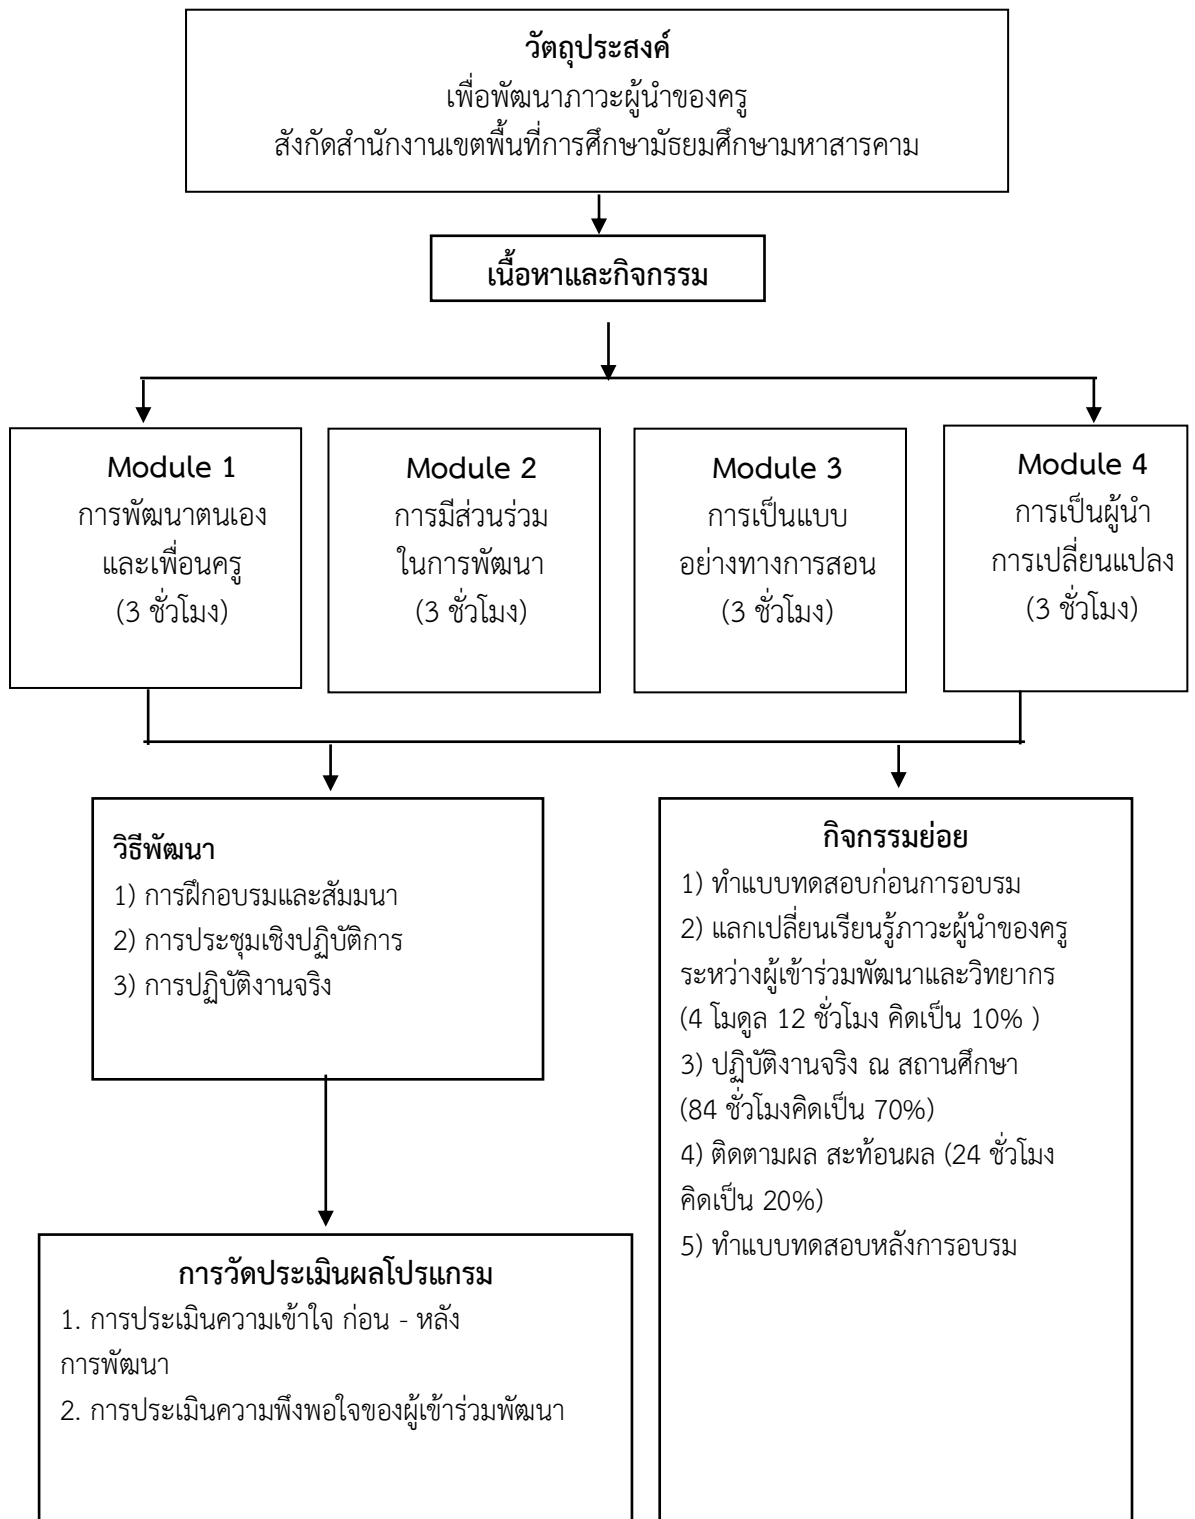 วัตถุประสงค์
เพื่อพัฒนาภาวะผู้นำของครู
สังกัดสำนักงานเขตพื้นที่การศึกษามัธยมศึกษามหาสารคาม
เนื้อหาและกิจกรรม
Module 1
การพัฒนาตนเอง
และเพื่อนครู
(3 ชั่วโมง)
Module 2
การมีส่วนร่วม
ในการพัฒนา
(3 ชั่วโมง)
Module 3
การเป็นแบบ
อย่างทางการสอน
(3 ชั่วโมง)
Module 4
การเป็นผู้นำ
การเปลี่ยนแปลง
(3 ชั่วโมง)
วิธีพัฒนา
1) การฝึกอบรมและสัมมนา
2) การประชุมเชิงปฏิบัติการ
3) การปฏิบัติงานจริง
กิจกรรมย่อย
1) ทำแบบทดสอบก่อนการอบรม
2) แลกเปลี่ยนเรียนรู้ภาวะผู้นำของครู
ระหว่างผู้เข้าร่วมพัฒนาและวิทยากร
(4 โมดูล 12 ชั่วโมง คิดเป็น 10% )
3) ปฏิบัติงานจริง ณ สถานศึกษา
(84 ชั่วโมงคิดเป็น 70%)
4) ติดตามผล สะท้อนผล (24 ชั่วโมง
คิดเป็น 20%)
5) ทำแบบทดสอบหลังการอบรม
การวัดประเมินผลโปรแกรม
1. การประเมินความเข้าใจ ก่อน - หลัง
การพัฒนา
2. การประเมินความพึงพอใจของผู้เข้าร่วมพัฒนา